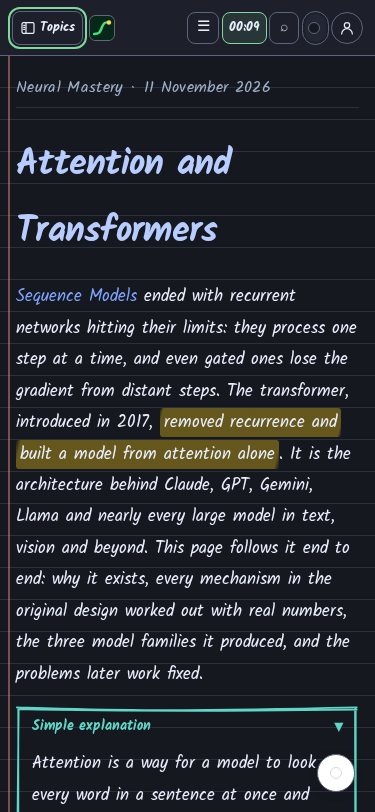 Topics
00:09
Neural Mastery · 11 November 2026
Attention and
Transformers
Sequence Models ended with recurrent
networks hitting their limits: they process one
step at a time, and even gated ones lose the
gradient from distant steps. The transformer,
introduced in 2017, removed recurrence and
built a model from attention alone. It is the
architecture behind Claude, GPT, Gemini,
Llama and nearly every large model in text,
vision and beyond. This page follows it end to
end: why it exists, every mechanism in the
original design worked out with real numbers,
the three model families it produced, and the
problems later work fixed.
Simple explanation
Attention is a way for a model to look
every word in a sentence at once and